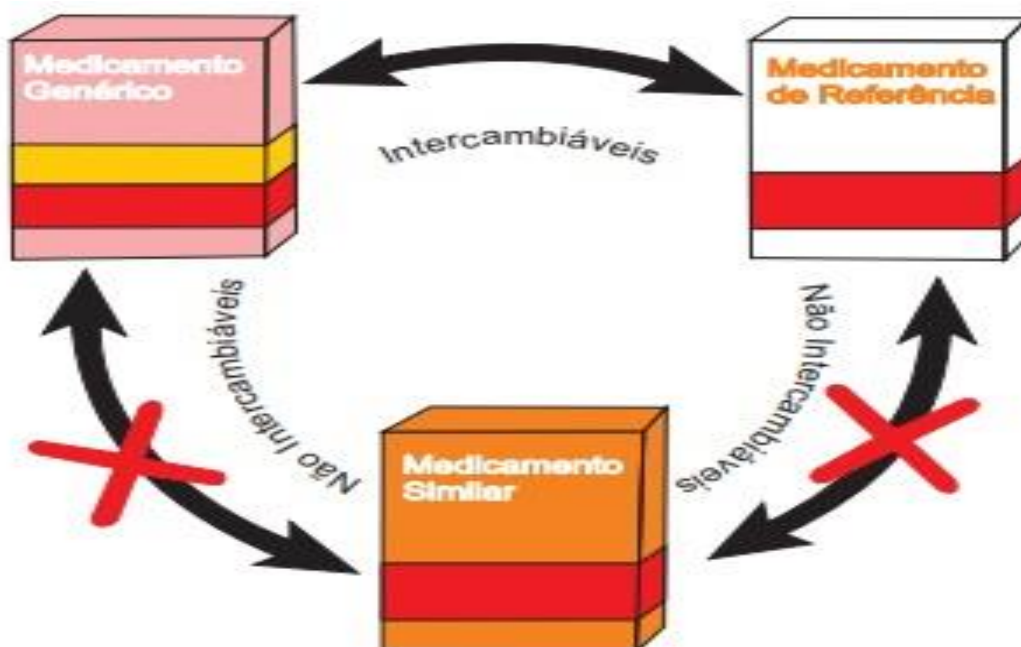 Medicamento
Genérico
Medicamento
de Referência
Intercambiáveis
Não Intercambiáveis
Não Intercambiáveis
Medicamento
Similar